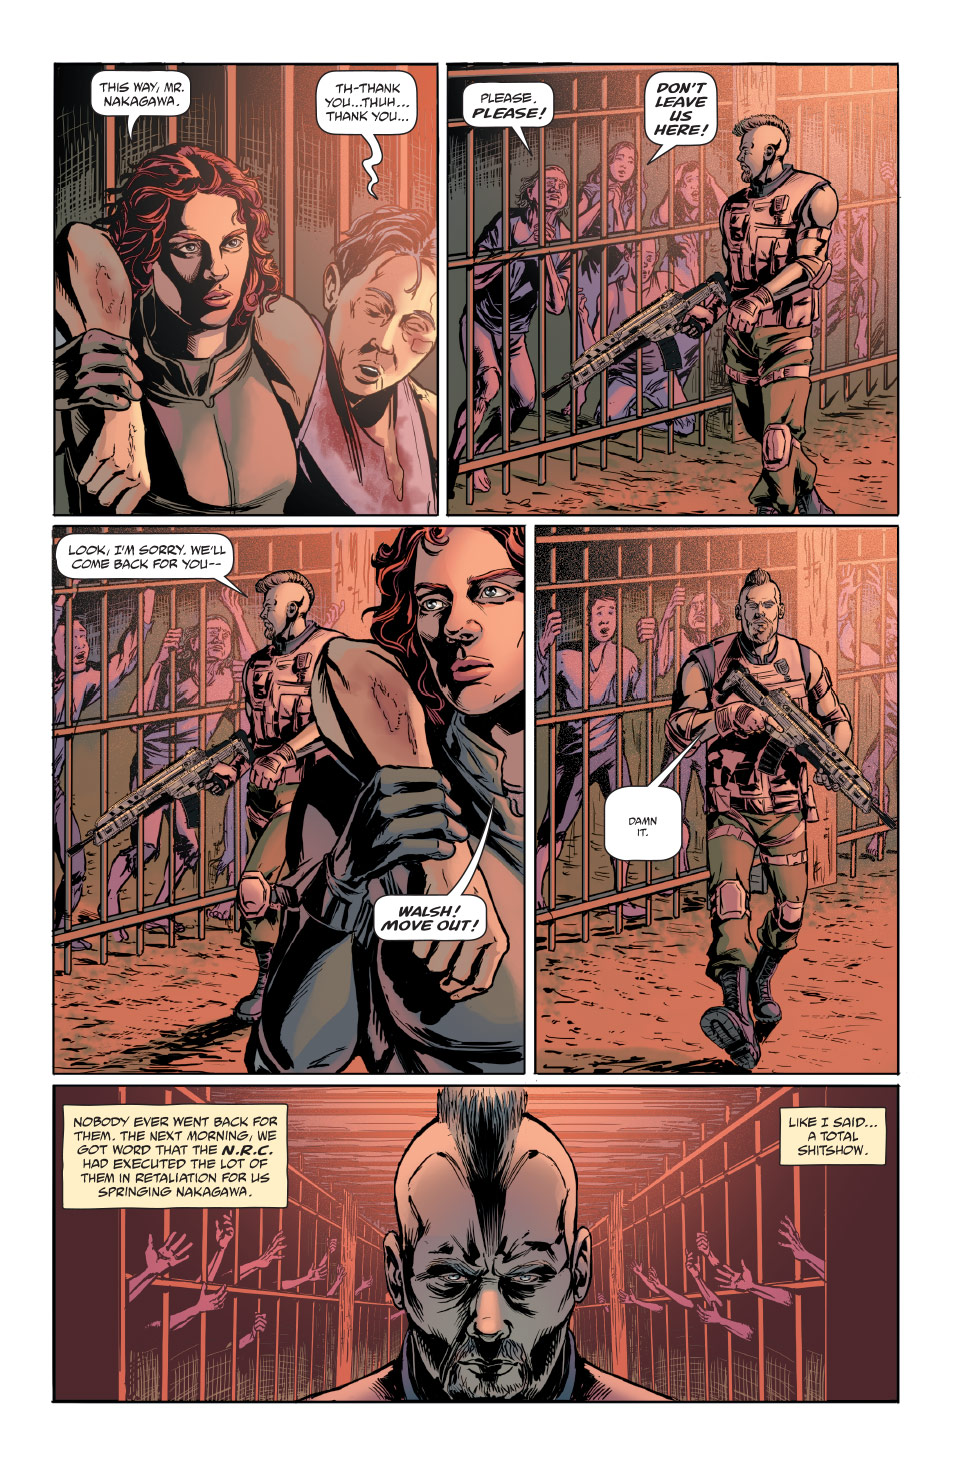 THIS WAY, MR.
NAKAGAWA.
TH-THANK
YOU...THUH...
THANK YOU...
PLEASE.
PLEASE!
DON'T
LEAVE
US
HERE!
LOOK, I'M SORRY. WE'LL
COME BACK FOR YOU--
WALSH!
MOVE OUT!
DAMN
IT.
NOBODY EVER WENT BACK FOR
THEM. THE NEXT MORNING, WE
GOT WORD THAT THE N.R.C.
HAD EXECUTED THE LOT OF
THEM IN RETALIATION FOR US
SPRINGING NAKAGAWA.
LIKE I SAID...
A TOTAL
SHITSHOW.